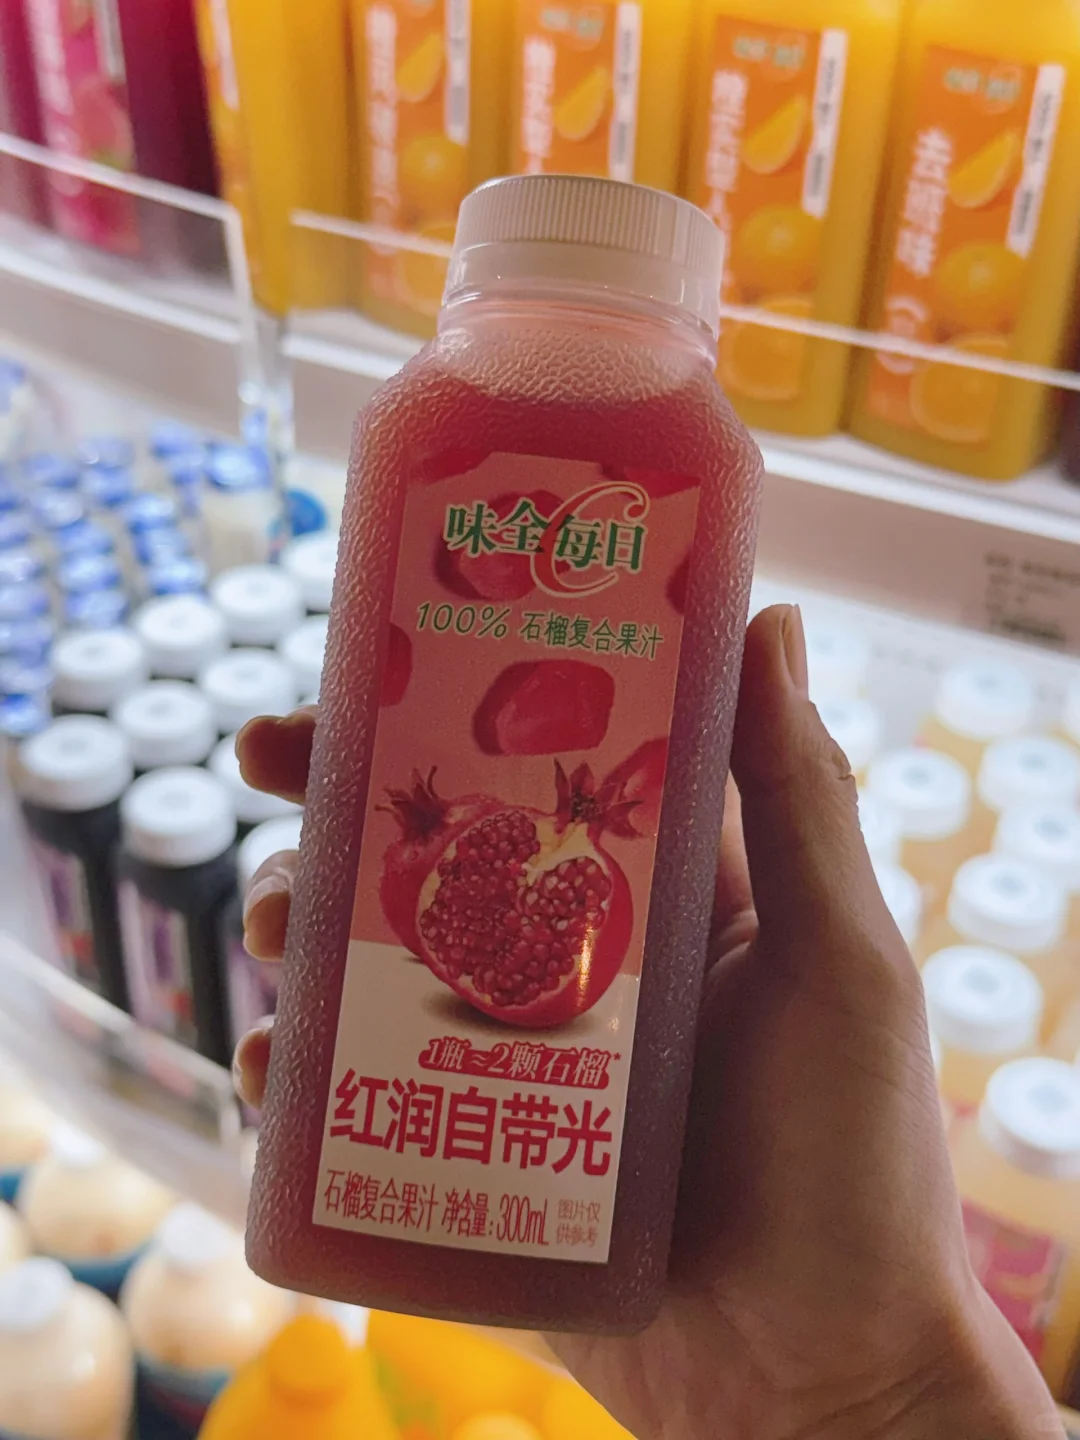 味全每日C
100% 石榴复合果汁
1瓶≈2颗石榴*
红润自带光
石榴复合果汁 净含量:300mL 图片仅
供参考